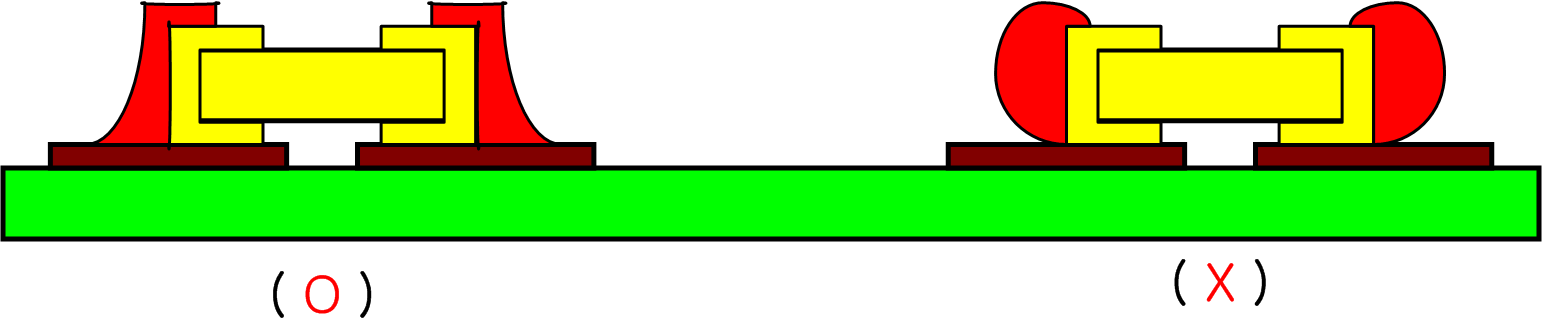 ( O )
( X )